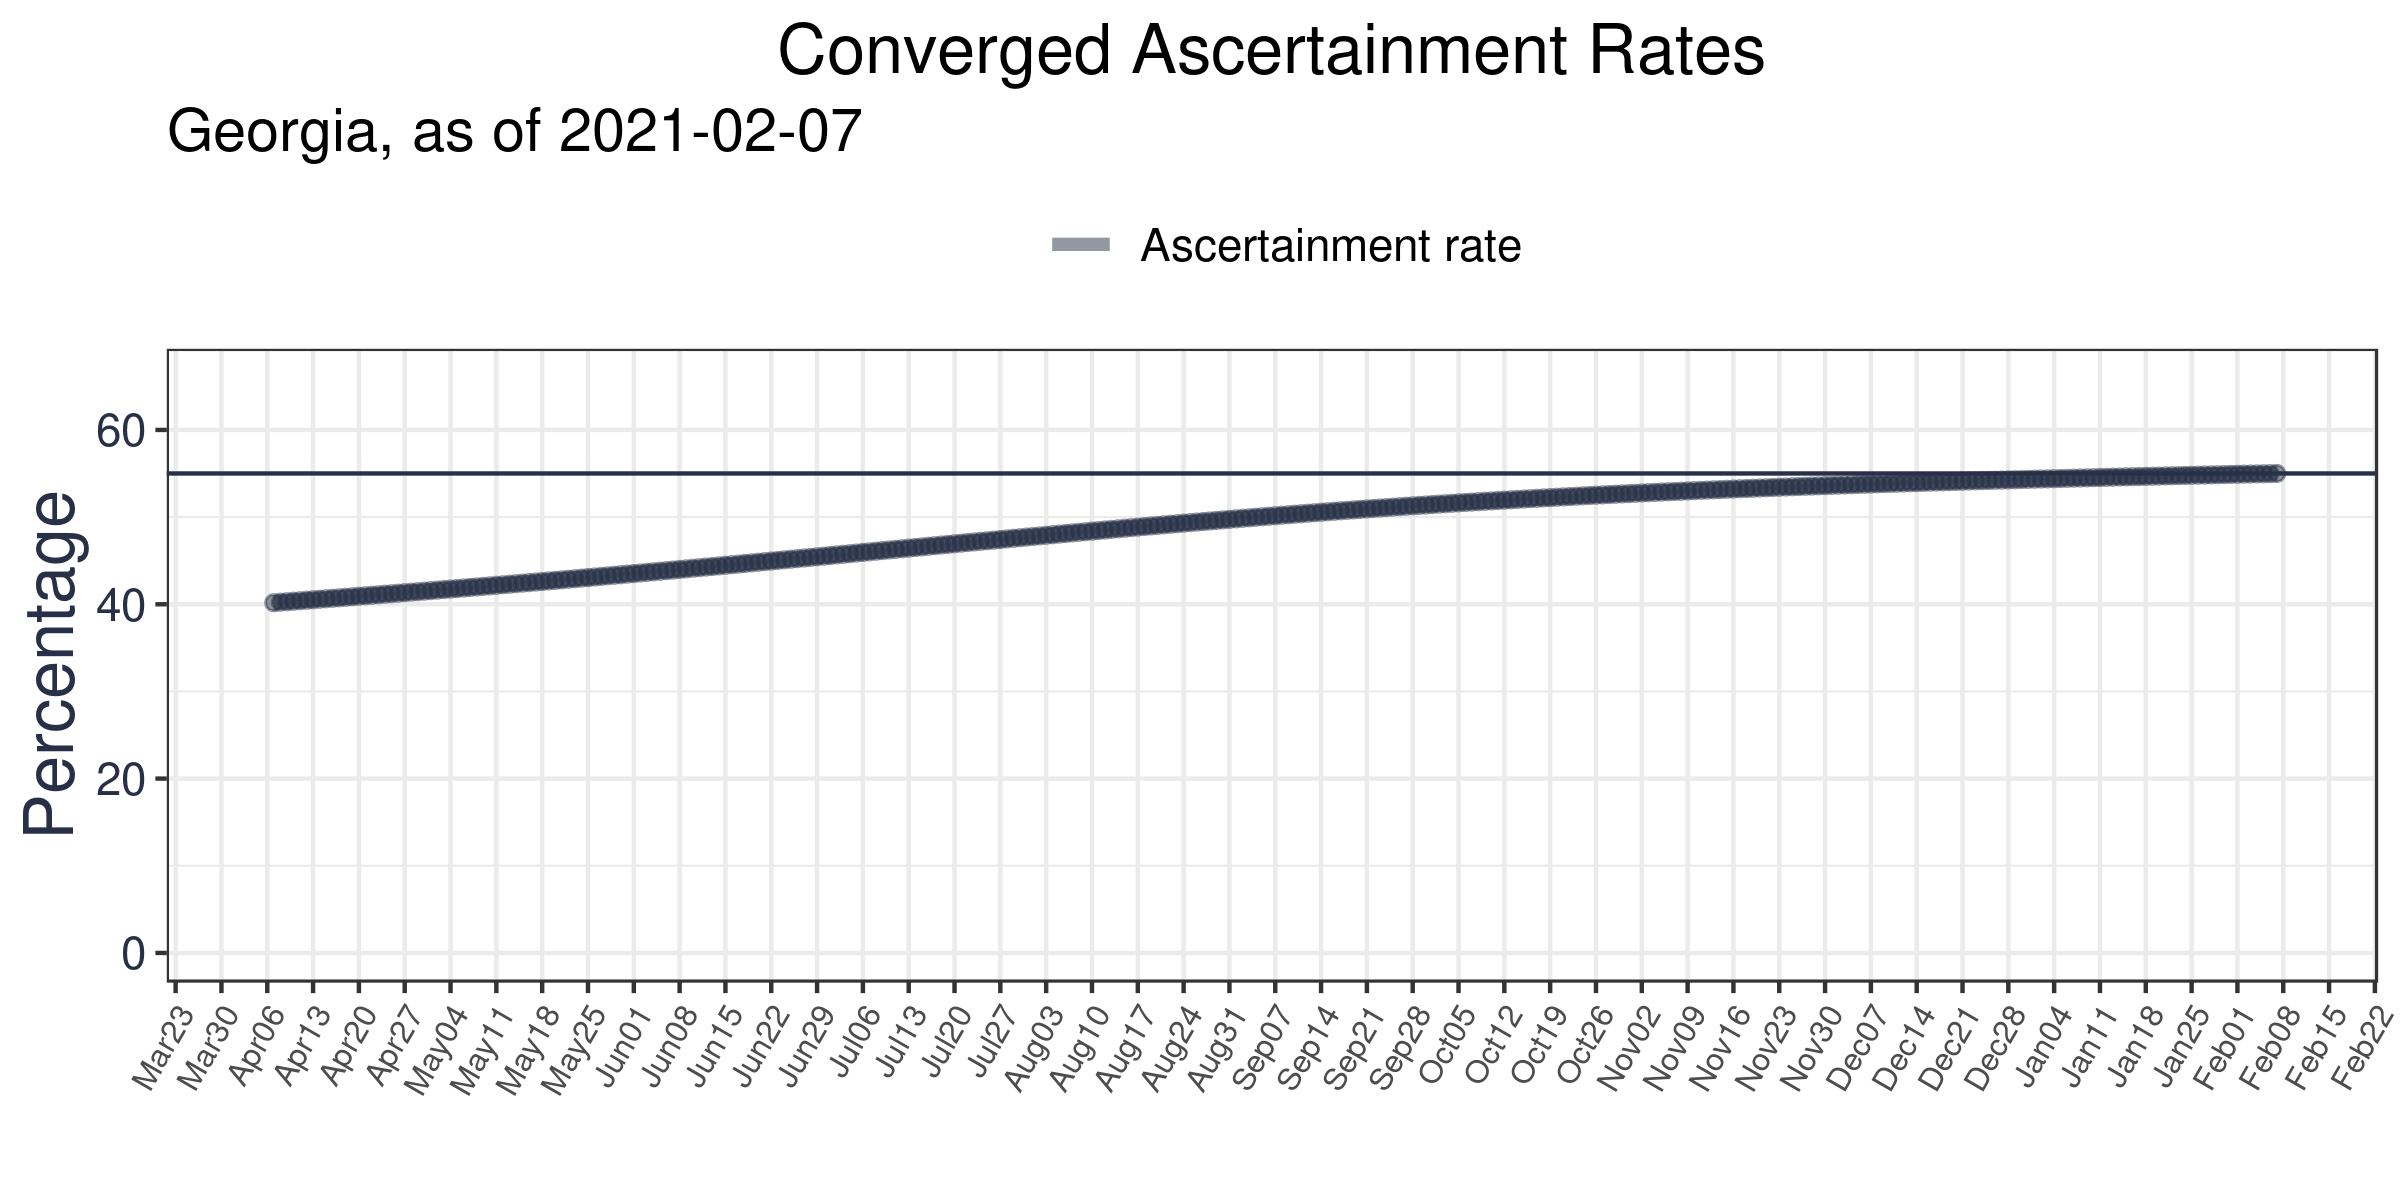 Converged Ascertainment Rates
Georgia, as of 2021-02-07
Ascertainment rate
Percentage
60
40
20
0
Mar23 Mar30 Apr06 Apr13 Apr20 Apr27 May04 May11 May18 May25 Jun01 Jun08 Jun15 Jun22 Jun29 Jul06 Jul13 Jul20 Jul27 Aug03 Aug10 Aug17 Aug24 Aug31 Sep07 Sep14 Sep21 Sep28 Oct05 Oct12 Oct19 Oct26 Nov02 Nov09 Nov16 Nov23 Nov30 Dec07 Dec14 Dec21 Dec28 Jan04 Jan11 Jan18 Jan25 Feb01 Feb08 Feb15 Feb22